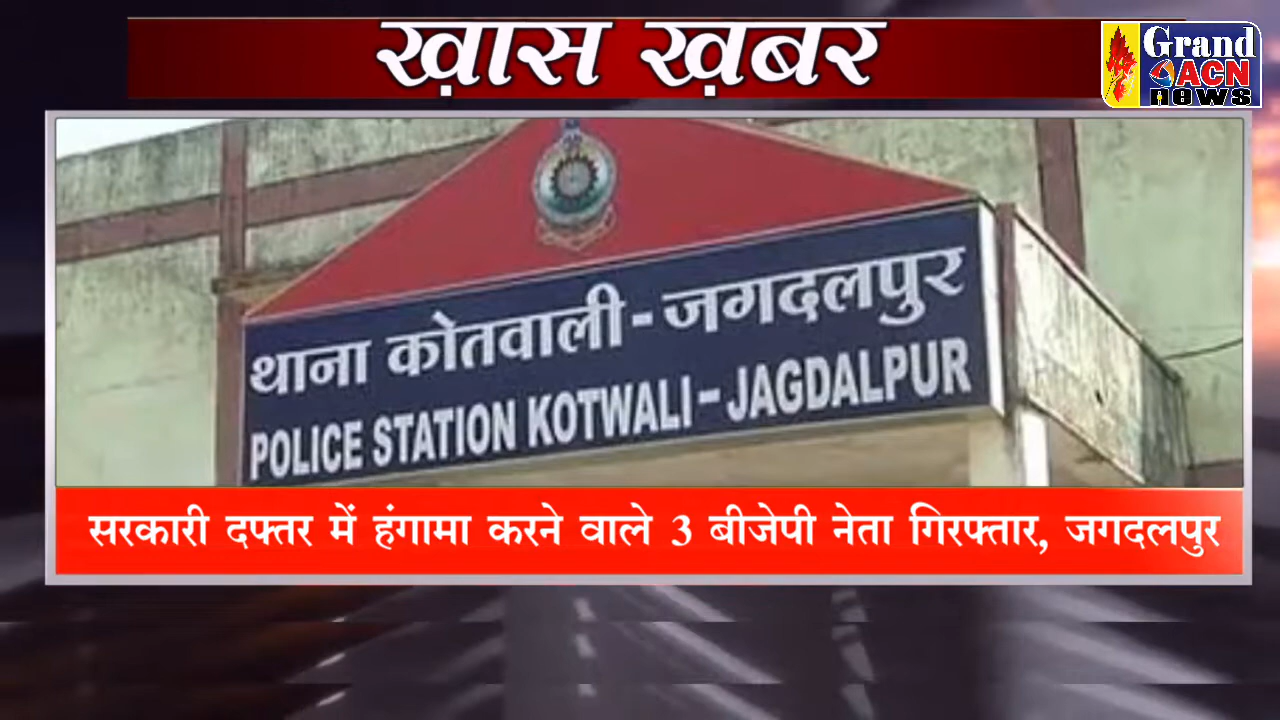 ख़ास ख़बर
Grand
ACN
news
थाना कोतवाली-जगदलपुर
POLICE STATION KOTWALI-JAGDALPUR
सरकारी दफ्तर में हंगामा करने वाले 3 बीजेपी नेता गिरफ्तार, जगदलपुर